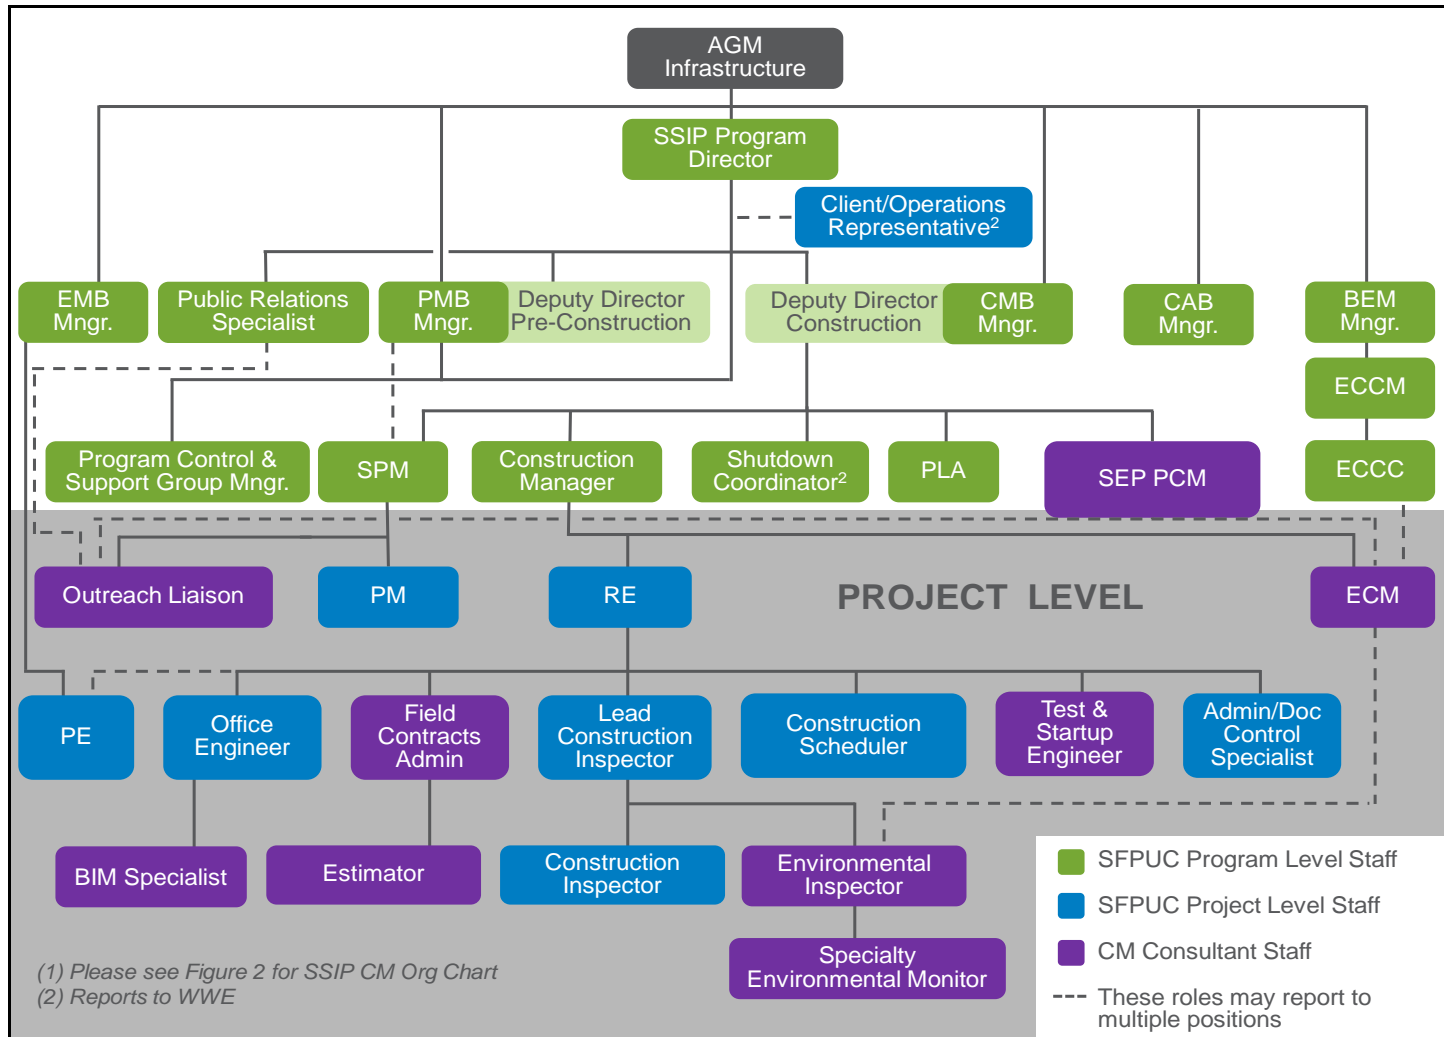 AGM
Infrastructure
SSIP Program
Director
Client/Operations
Representative2
EMB
Mngr.
Public Relations
Specialist
PMB
Mngr.
Deputy Director
Pre-Construction
Deputy Director
Construction
CMB
Mngr.
CAB
Mngr.
BEM
Mngr.
ECCM
Program Control &
Support Group Mngr.
SPM
Construction
Manager
Shutdown
Coordinator2
PLA
SEP PCM
ECCC
Outreach Liaison
PM
RE
PROJECT LEVEL
ECM
PE
Office
Engineer
Field
Contracts
Admin
Lead
Construction
Inspector
Construction
Scheduler
Test &
Startup
Engineer
Admin/Doc
Control
Specialist
BIM Specialist
Estimator
Construction
Inspector
Environmental
Inspector
Specialty
Environmental Monitor
SFPUC Program Level Staff
SFPUC Project Level Staff
CM Consultant Staff
These roles may report to
multiple positions
(1) Please see Figure 2 for SSIP CM Org Chart
(2) Reports to WWE